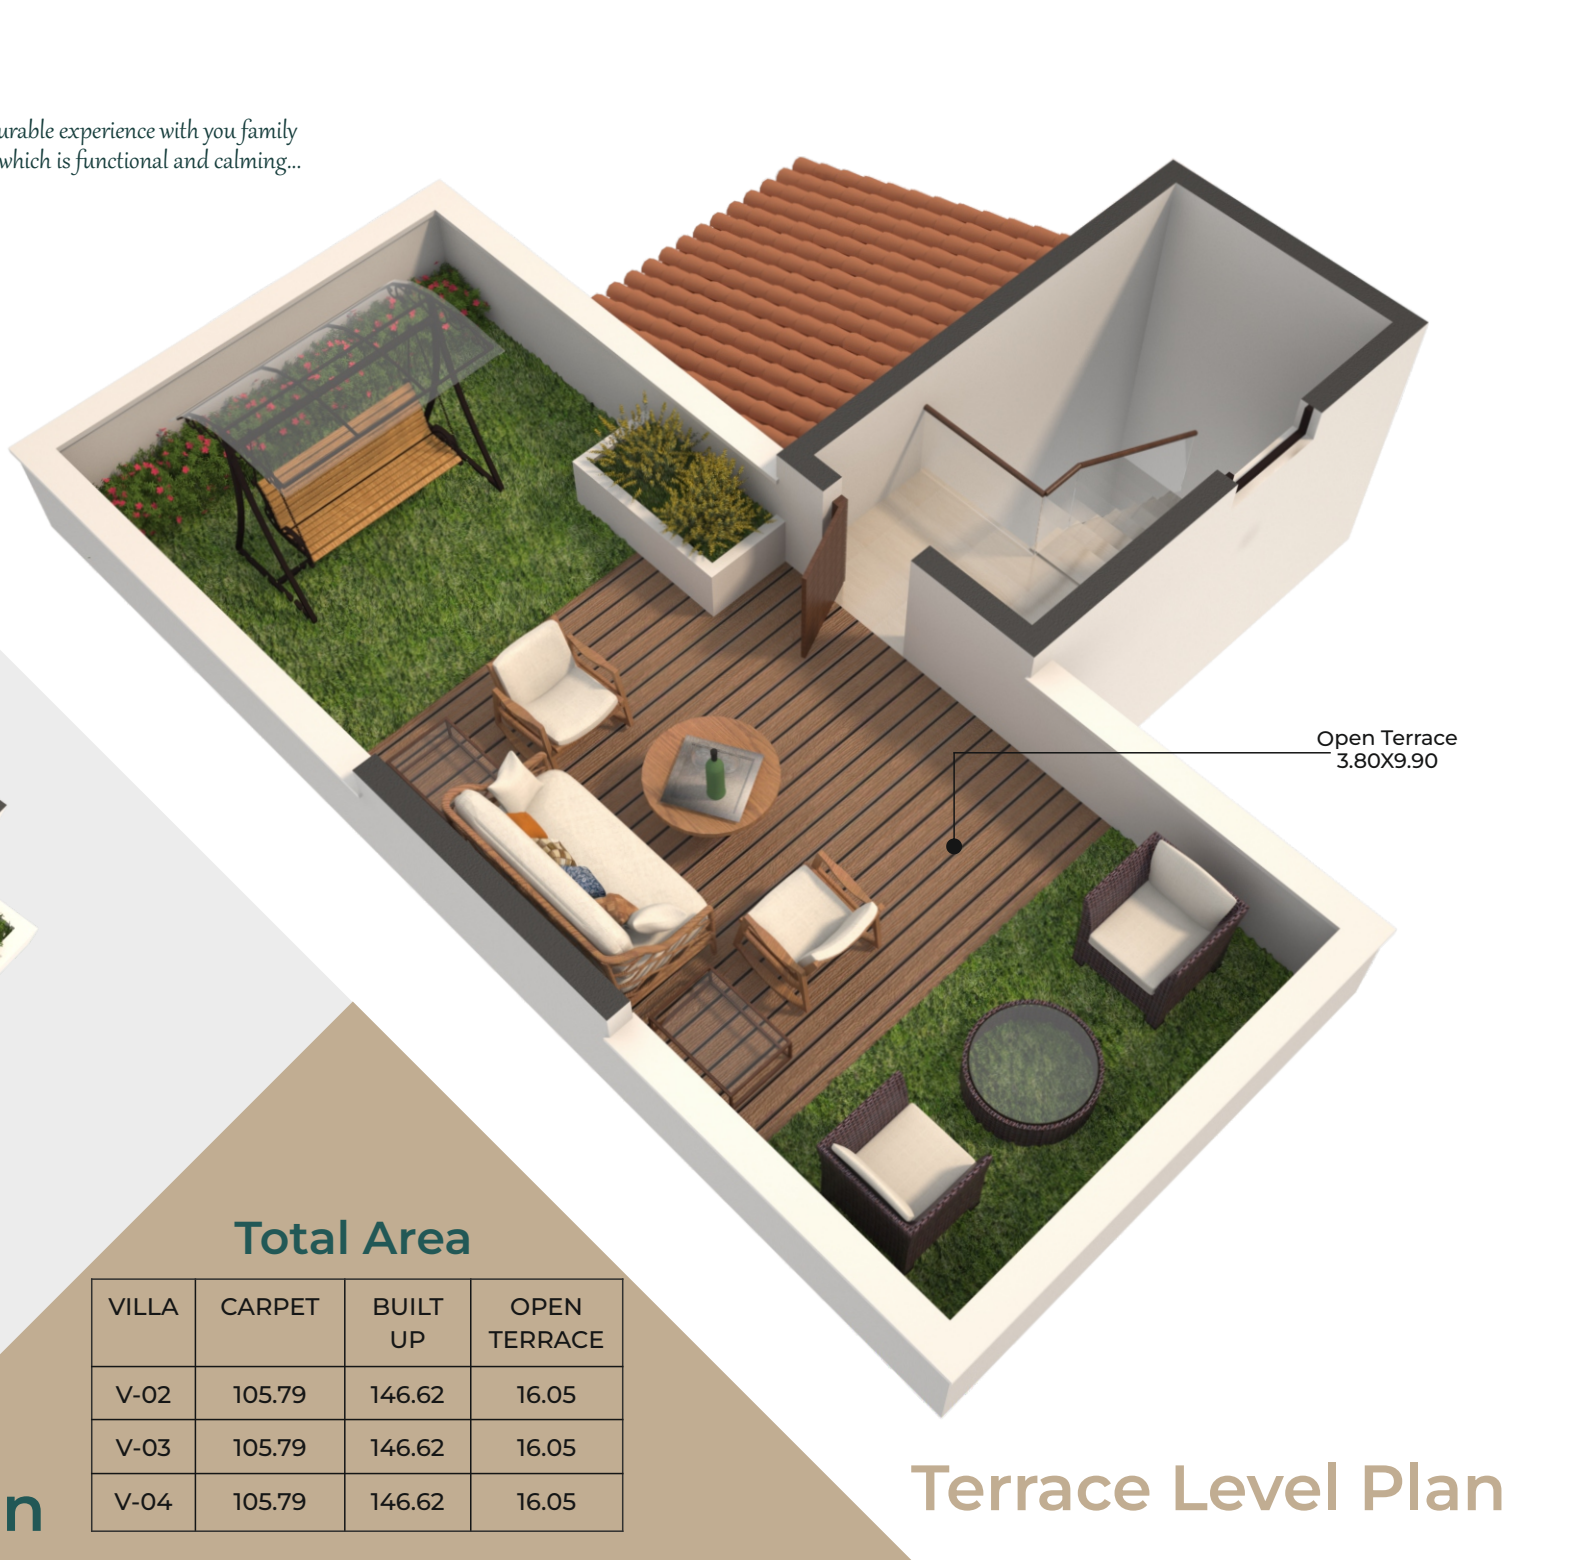 urable experience with you family
which is functional and calming...
Open Terrace
3.80X9.90
Total Area
VILLA CARPET BUILT UP OPEN TERRACE
V-02 105.79 146.62 16.05
V-03 105.79 146.62 16.05
V-04 105.79 146.62 16.05
n
Terrace Level Plan